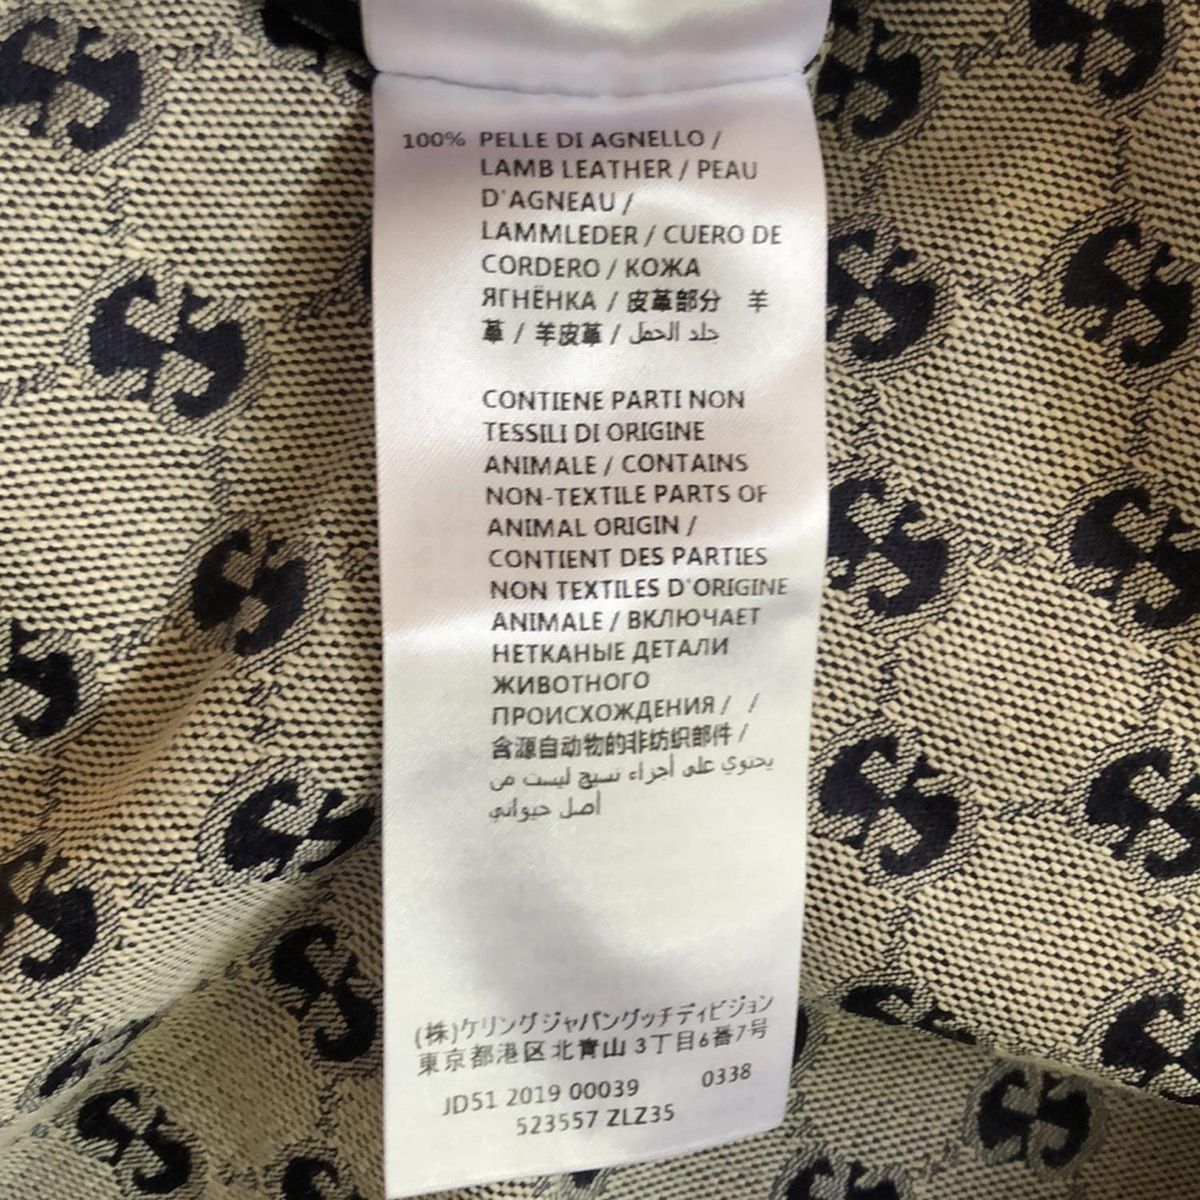 100% PELLE DI AGNELLO /
LAMB LEATHER / PEAU
D'AGNEAU /
LAMMLEDER / CUERO DE
CORDERO / КОЖА
ЯГНЁНКА / 皮革部分 羊
革 / 羊皮革 / جلد الحمل
CONTIENE PARTI NON
TESSILI DI ORIGINE
ANIMALE / CONTAINS
NON-TEXTILE PARTS OF
ANIMAL ORIGIN /
CONTIENT DES PARTIES
NON TEXTILES D'ORIGINE
ANIMALE / ВКЛЮЧАЕТ
НЕТКАНЫЕ ДЕТАЛИ
ЖИВОТНОГО
ПРОИСХОЖДЕНИЯ / /
含源自动物的非纺织部件 /
يحتوي على أجزاء نسيج ليست من
أصل حيواني
(株)ケリングジャパングッチディビジョン
東京都港区北青山3丁目6番7号
JD51 2019 00039 0338
523557 ZLZ35